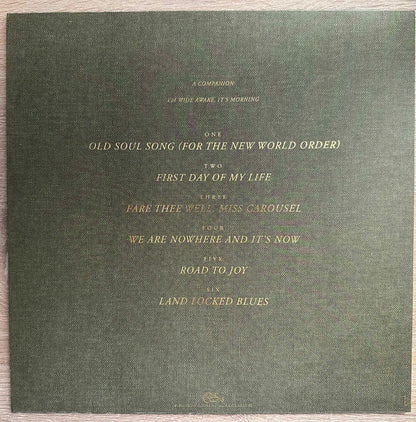 A COMPANION
I'M WIDE AWAKE, IT'S MORNING
ONE
OLD SOUL SONG (FOR THE NEW WORLD ORDER)
TWO
FIRST DAY OF MY LIFE
THREE
FARE THEE WELL, MISS CAROUSEL
FOUR
WE ARE NOWHERE AND IT'S NOW
FIVE
ROAD TO JOY
SIX
LAND LOCKED BLUES